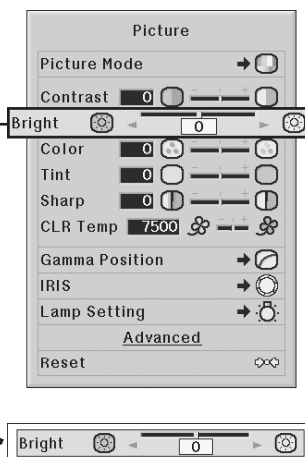 Picture
Picture Mode
Contrast 0
Bright 0
Color 0
Tint 0
Sharp 0
CLR Temp 7500
Gamma Position
IRIS
Lamp Setting
Advanced
Reset
Bright 0